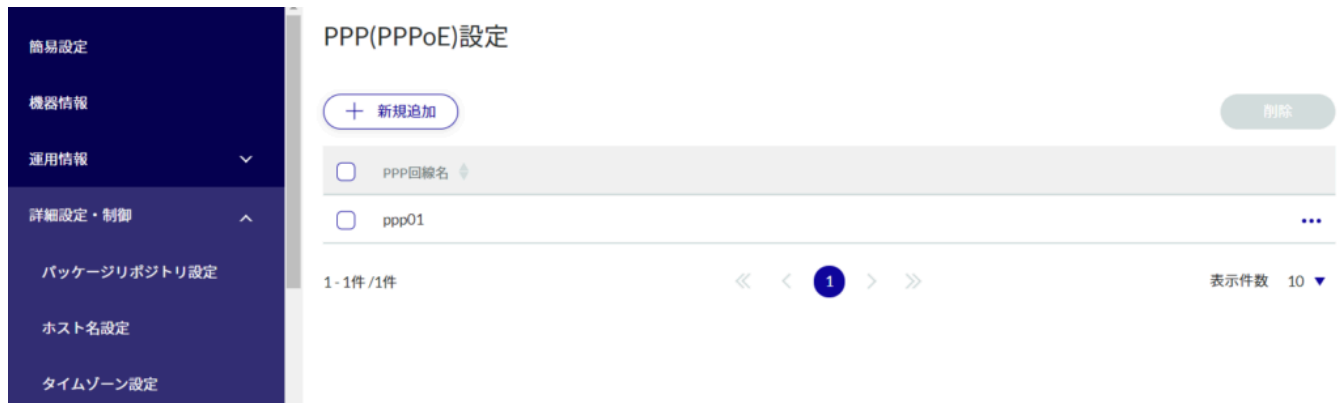 簡易設定
機器情報
運用情報
詳細設定・制御
パッケージリポジトリ設定
ホスト名設定
タイムゾーン設定
PPP(PPPoE)設定
新規追加
削除
PPP回線名
ppp01
1 - 1件 /1件
1
表示件数 10